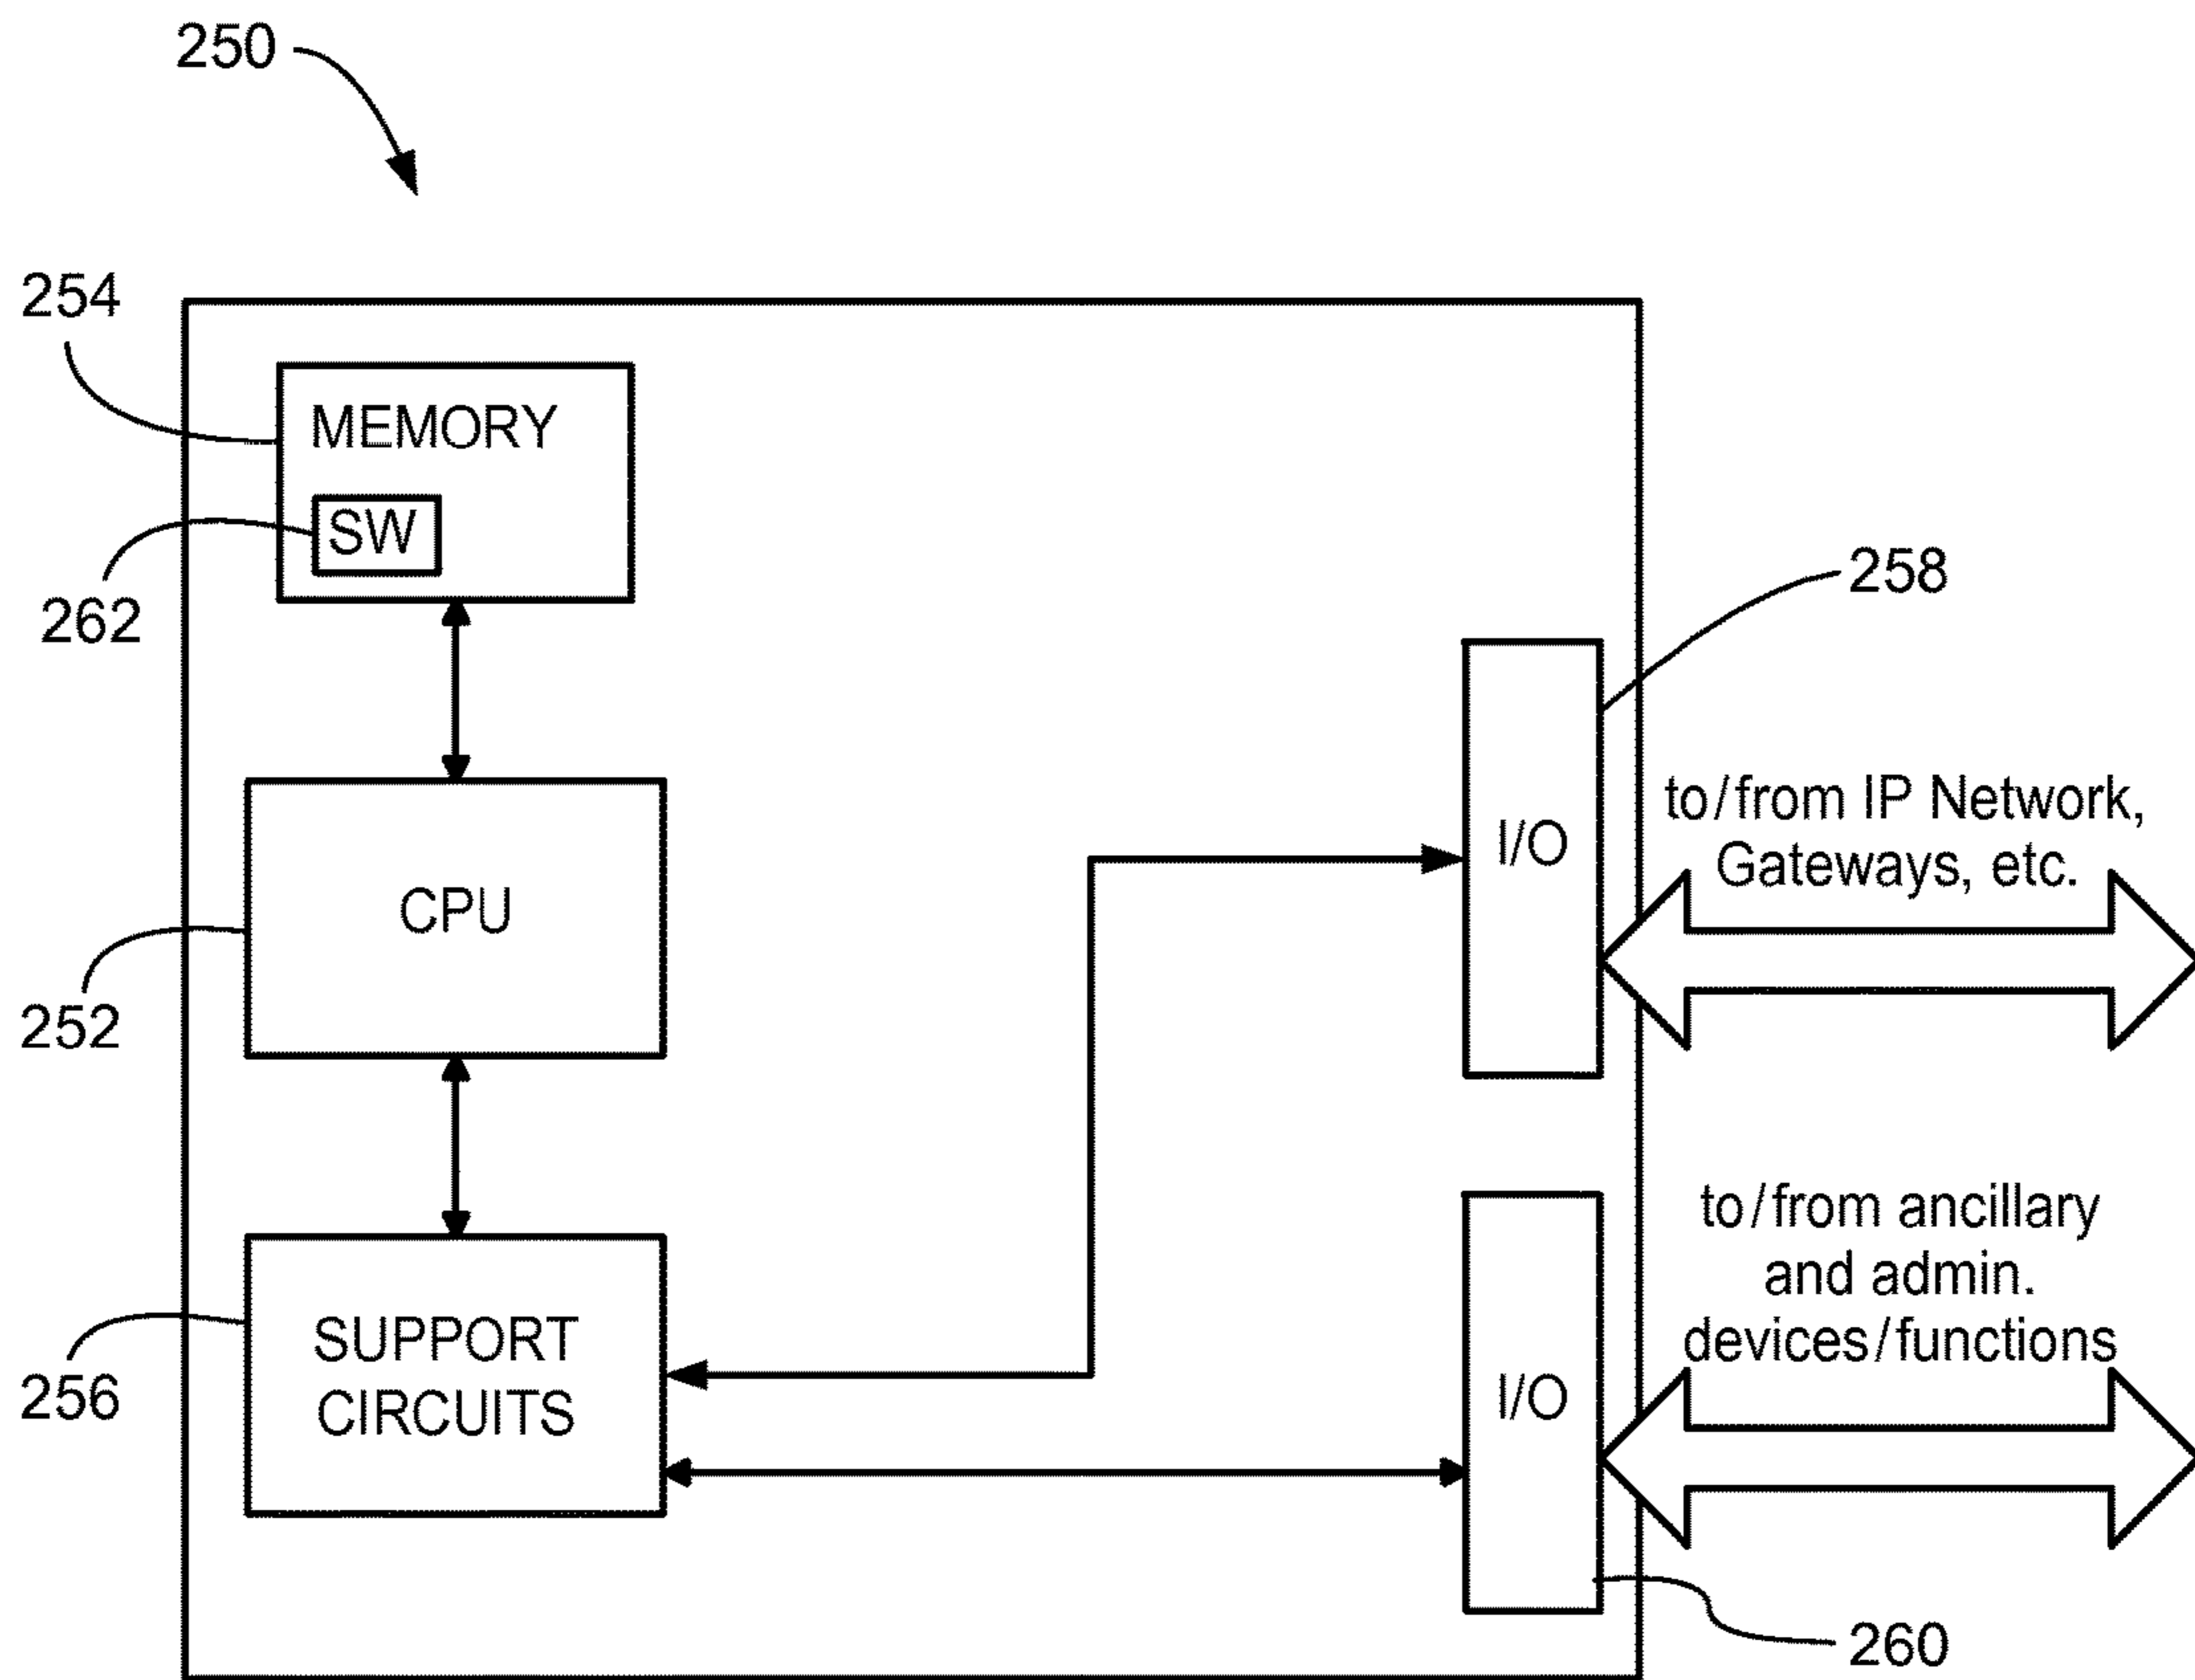 250
254
MEMORY
SW
262
258
to/from IP Network,
Gateways, etc.
I/O
CPU
252
to/from ancillary
and admin.
devices/functions
SUPPORT
CIRCUITS
256
I/O
260